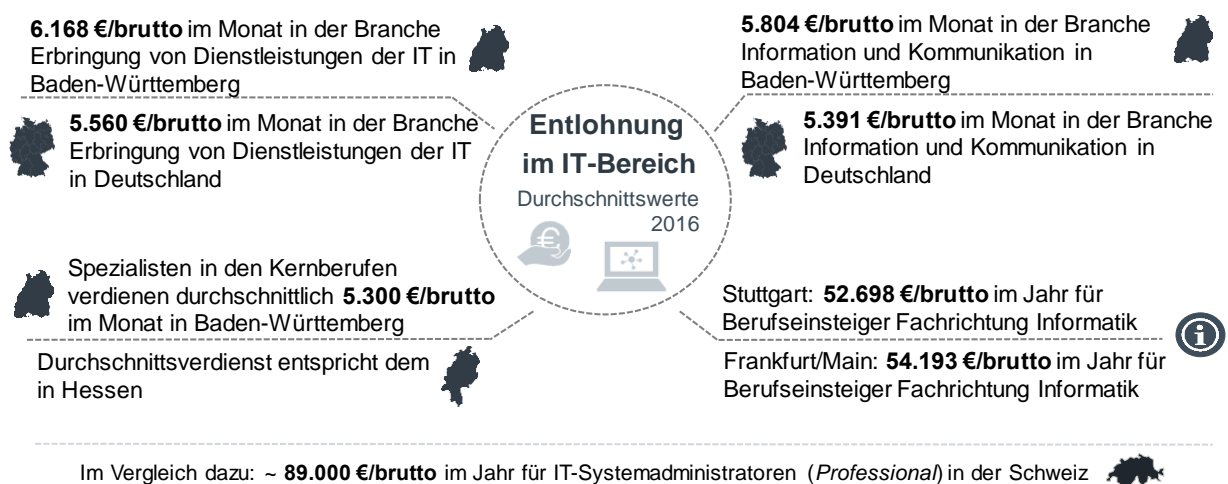 6.168 €/brutto im Monat in der Branche
Erbringung von Dienstleistungen der IT in
Baden-Württemberg
5.560 €/brutto im Monat in der Branche
Erbringung von Dienstleistungen der IT
in Deutschland
Entlohnung
im IT-Bereich
Durchschnittswerte
2016
5.804 €/brutto im Monat in der Branche
Information und Kommunikation in
Baden-Württemberg
5.391 €/brutto im Monat in der Branche
Information und Kommunikation in
Deutschland
Spezialisten in den Kernberufen
verdienen durchschnittlich 5.300 €/brutto
im Monat in Baden-Württemberg
Durchschnittsverdienst entspricht dem
in Hessen
Stuttgart: 52.698 €/brutto im Jahr für
Berufseinsteiger Fachrichtung Informatik
Frankfurt/Main: 54.193 €/brutto im Jahr für
Berufseinsteiger Fachrichtung Informatik
Im Vergleich dazu: ~ 89.000 €/brutto im Jahr für IT-Systemadministratoren (Professional) in der Schweiz